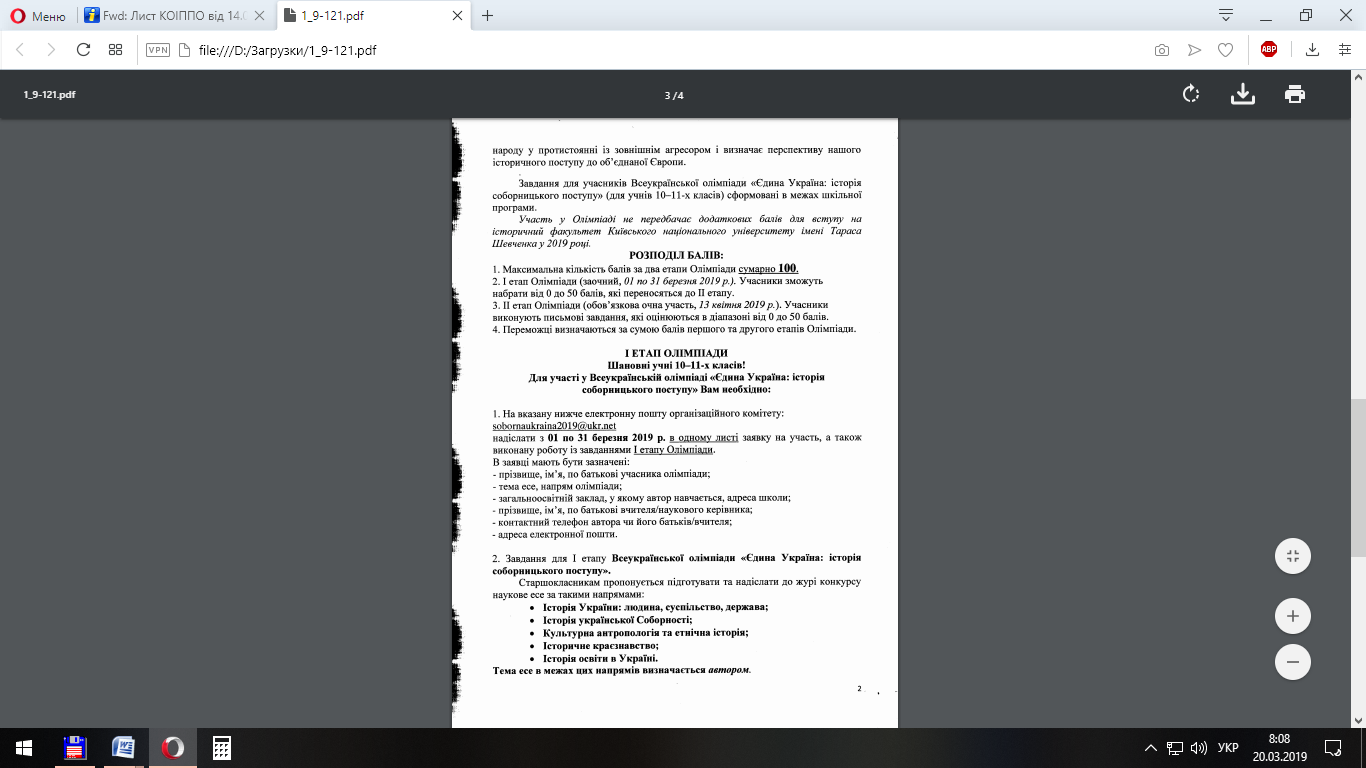 Меню
Fwd: Лист КОІППО від 14.0
1_9-121.pdf
VPN
file:///D:/Загрузки/1_9-121.pdf
ABP
1_9-121.pdf
3 / 4
народу у протистоянні із зовнішнім агресором і визначає перспективу нашого
історичного поступу до об’єднаної Європи.
Завдання для учасників Всеукраїнської олімпіади «Єдина Україна: історія
соборницького поступу» (для учнів 10–11-х класів) сформовані в межах шкільної
програми.
Участь у Олімпіаді не передбачає додаткових балів для вступу на
історичний факультет Київського національного університету імені Тараса
Шевченка у 2019 році.
РОЗПОДІЛ БАЛІВ:
1. Максимальна кількість балів за два етапи Олімпіади сумарно 100.
2. І етап Олімпіади (заочний, 01 по 31 березня 2019 р.). Учасники зможуть
набрати від 0 до 50 балів, які переносяться до ІІ етапу.
3. ІІ етап Олімпіади (обов’язкова очна участь, 13 квітня 2019 р.). Учасники
виконують письмові завдання, які оцінюються в діапазоні від 0 до 50 балів.
4. Переможці визначаються за сумою балів першого та другого етапів Олімпіади.
І ЕТАП ОЛІМПІАДИ
Шановні учні 10–11-х класів!
Для участі у Всеукраїнській олімпіаді «Єдина Україна: історія
соборницького поступу» Вам необхідно:
1. На вказану нижче електронну пошту організаційного комітету:
sobornaukraina2019@ukr.net
надіслати з 01 по 31 березня 2019 р. в одному листі заявку на участь, а також
виконану роботу із завданнями І етапу Олімпіади.
В заявці мають бути зазначені:
- прізвище, ім’я, по батькові учасника олімпіади;
- тема есе, напрям олімпіади;
- загальноосвітній заклад, у якому автор навчається, адреса школи;
- прізвище, ім’я, по батькові вчителя/наукового керівника;
- контактний телефон автора чи його батьків/вчителя;
- адреса електронної пошти.
2. Завдання для І етапу Всеукраїнської олімпіади «Єдина Україна: історія
соборницького поступу».
Старшокласникам пропонується підготувати та надіслати до журі конкурсу
наукове есе за такими напрямами:
• Історія України: людина, суспільство, держава;
• Історія української Соборності;
• Культурна антропологія та етнічна історія;
• Історичне краєзнавство;
• Історія освіти в Україні.
Тема есе в межах цих напрямів визначається автором.
2
УКР
8:08
20.03.2019